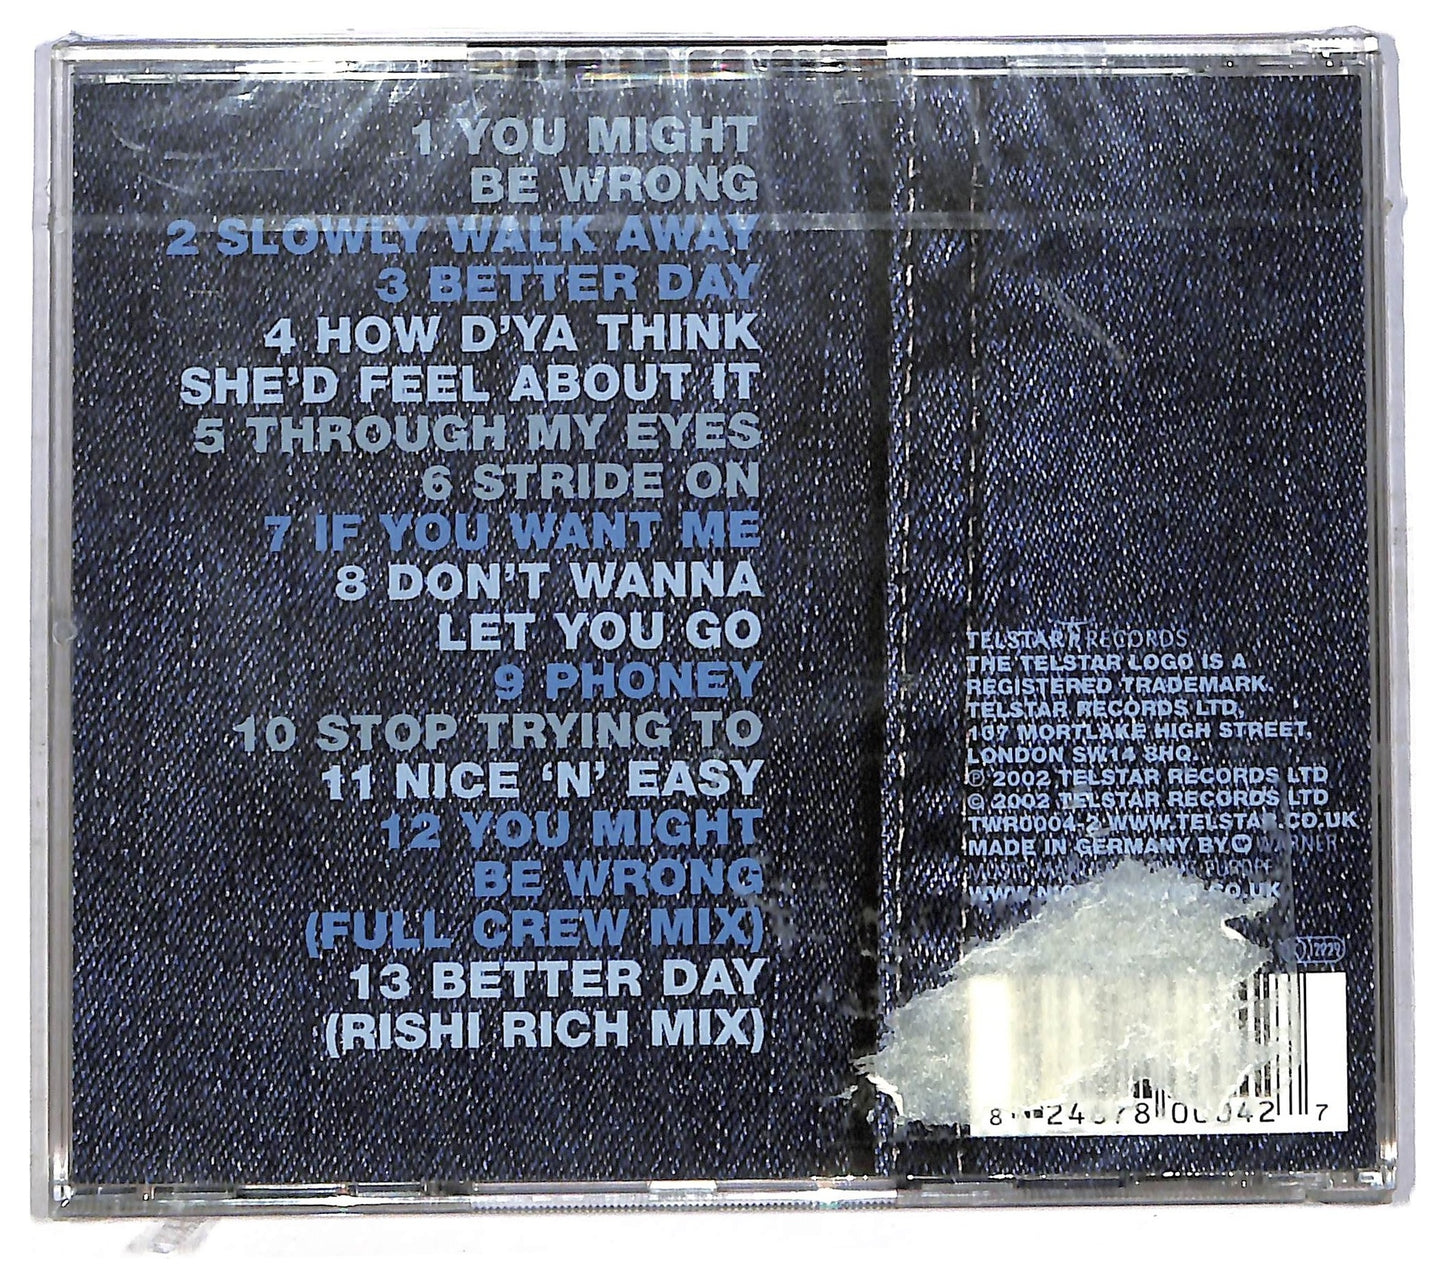 1 YOU MIGHT
BE WRONG
2 SLOWLY WALK AWAY
3 BETTER DAY
4 HOW D'YA THINK
SHE'D FEEL ABOUT IT
5 THROUGH MY EYES
6 STRIDE ON
7 IF YOU WANT ME
8 DON'T WANNA
LET YOU GO
9 PHONEY
10 STOP TRYING TO
11 NICE 'N' EASY
12 YOU MIGHT
BE WRONG
(FULL CREW MIX)
13 BETTER DAY
(RISHI RICH MIX)
TELSTAR RECORDS
THE TELSTAR LOGO IS A
REGISTERED TRADEMARK.
TELSTAR RECORDS LTD,
107 MORTLAKE HIGH STREET,
LONDON SW14 8HQ.
℗ 2002 TELSTAR RECORDS LTD
© 2002 TELSTAR RECORDS LTD
TWR0004-2 WWW.TELSTAR.CO.UK
MADE IN GERMANY BY WARNER
EUROPE
.CO.UK